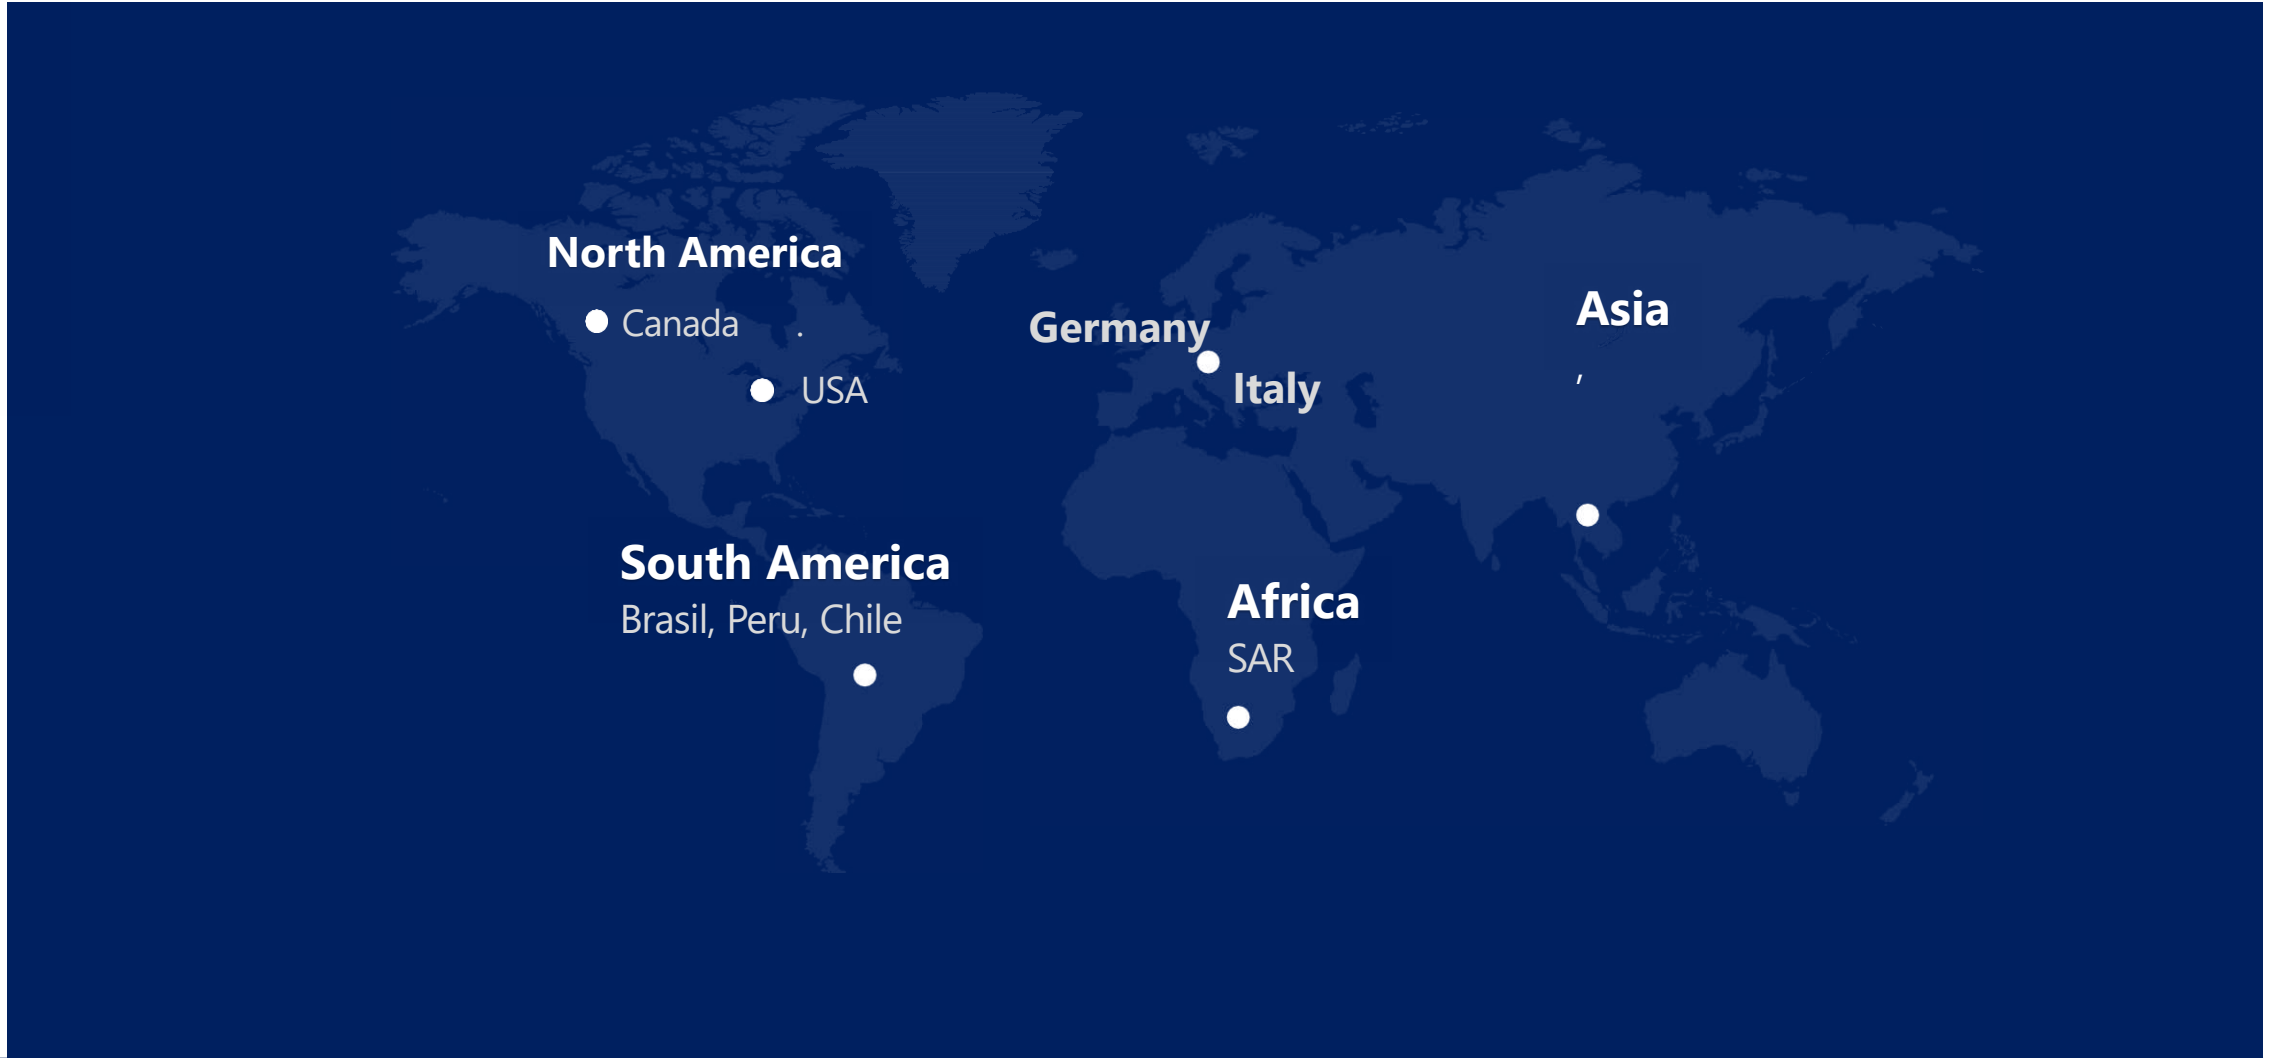 North America
Canada .
USA
Germany
Italy
Asia
,
South America
Brasil, Peru, Chile
Africa
SAR